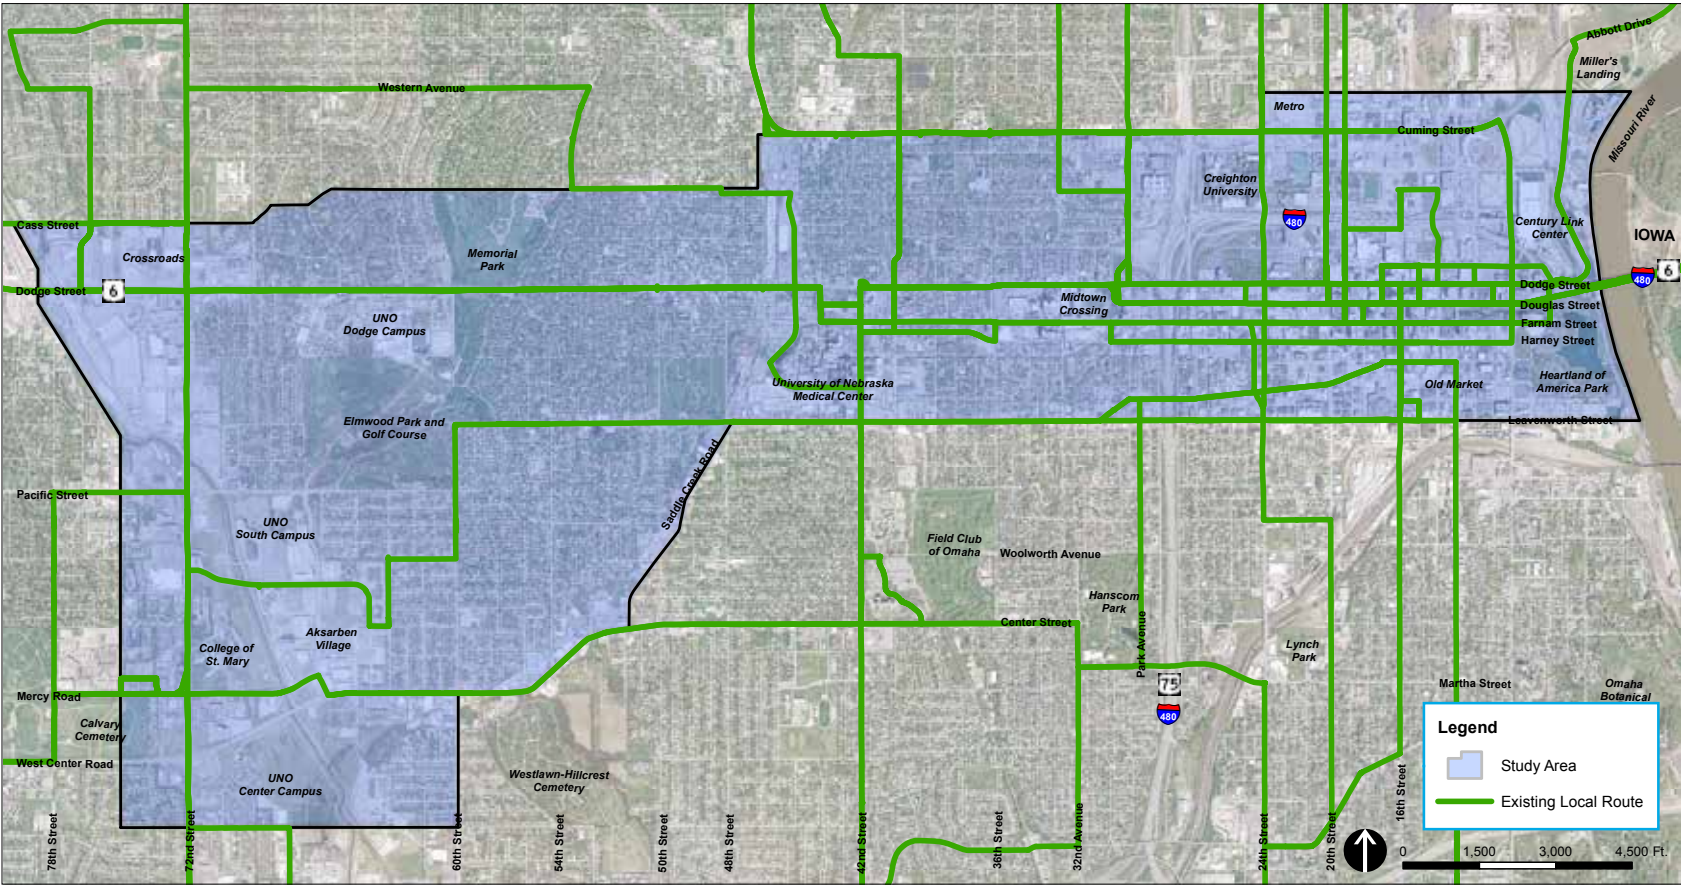 Abbott Drive
Miller's
Landing
Western Avenue
Metro
Missouri River
Cuming Street
Creighton
University
480
Cass Street
Century Link
Center
IOWA
Crossroads
Memorial
Park
480
6
Dodge Street
6
Dodge Street
Midtown
Crossing
Douglas Street
UNO
Dodge Campus
Farnam Street
Harney Street
University of Nebraska
Medical Center
Old Market
Heartland of
America Park
Elmwood Park and
Golf Course
Leavenworth Street
Saddle Creek Road
Pacific Street
UNO
South Campus
Field Club
of Omaha
Woolworth Avenue
Hanscom
Park
Center Street
Park Avenue
Aksarben
Village
College of
St. Mary
Lynch
Park
75
480
Martha Street
Omaha
Botanical
Mercy Road
Calvary
Cemetery
West Center Road
UNO
Center Campus
Westlawn-Hillcrest
Cemetery
78th Street
72nd Street
60th Street
54th Street
50th Street
48th Street
42nd Street
36th Street
32nd Avenue
24th Street
20th Street
16th Street
Legend
Study Area
Existing Local Route
0 1,500 3,000 4,500 Ft.